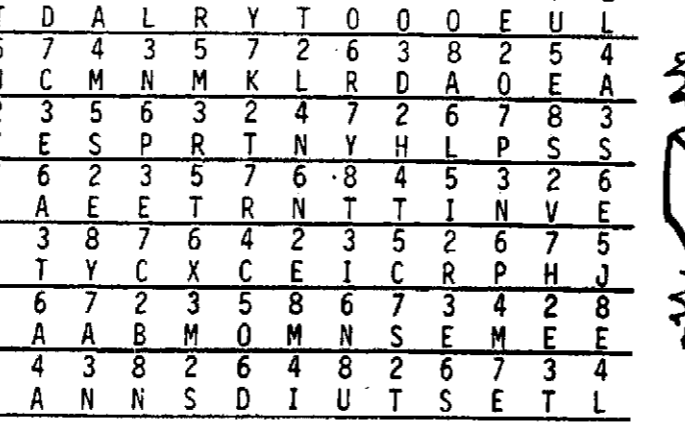 D A L R Y T O O O E U L
7 4 3 5 7 2 6 3 8 2 5 4
C M N M K L R D A O E A
3 5 6 3 2 4 7 2 6 7 8 3
E S P R T N Y H L P S S
6 2 3 5 7 6 8 4 5 3 2 6
A E E T R N T T I N V E
3 8 7 6 4 2 3 5 2 6 7 5
T Y C X C E I C R P H J
6 7 2 3 5 8 6 7 3 4 2 8
A A B M O M N S E M E E
4 3 8 2 6 4 8 2 6 7 3 4
A N N S D I U T S E T L